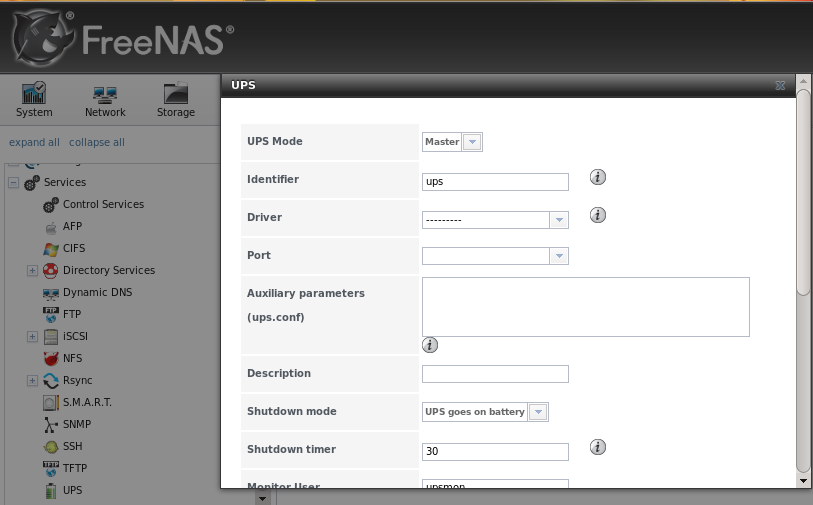 FreeNAS®
UPS
System
Network
Storage
expand all collapse all
Services
Control Services
AFP
CIFS
Directory Services
Dynamic DNS
FTP
iSCSI
NFS
Rsync
S.M.A.R.T.
SNMP
SSH
TFTP
UPS
UPS Mode
Master
Identifier
ups
Driver
---------
Port
Auxiliary parameters
(ups.conf)
Description
Shutdown mode
UPS goes on battery
Shutdown timer
30
Monitor User
upsmon